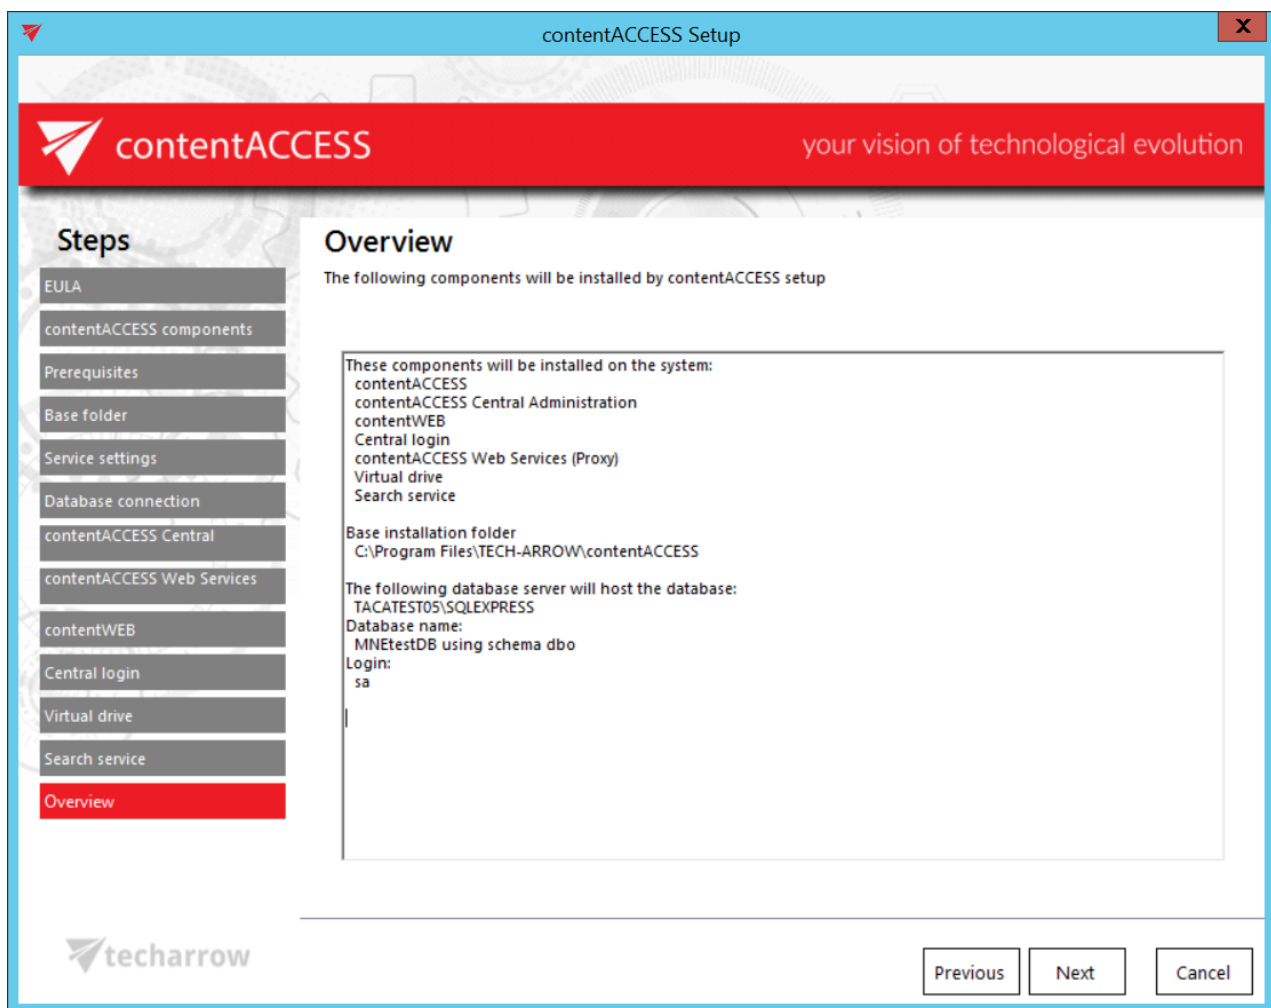 contentACCESS Setup
X
contentACCESS
your vision of technological evolution
Steps
EULA
contentACCESS components
Prerequisites
Base folder
Service settings
Database connection
contentACCESS Central
contentACCESS Web Services
contentWEB
Central login
Virtual drive
Search service
Overview
Overview
The following components will be installed by contentACCESS setup
These components will be installed on the system:
contentACCESS
contentACCESS Central Administration
contentWEB
Central login
contentACCESS Web Services (Proxy)
Virtual drive
Search service
Base installation folder
C:\Program Files\TECH-ARROW\contentACCESS
The following database server will host the database:
TACATEST05\SQLEXPRESS
Database name:
MNEtestDB using schema dbo
Login:
sa
techarrow
Previous
Next
Cancel